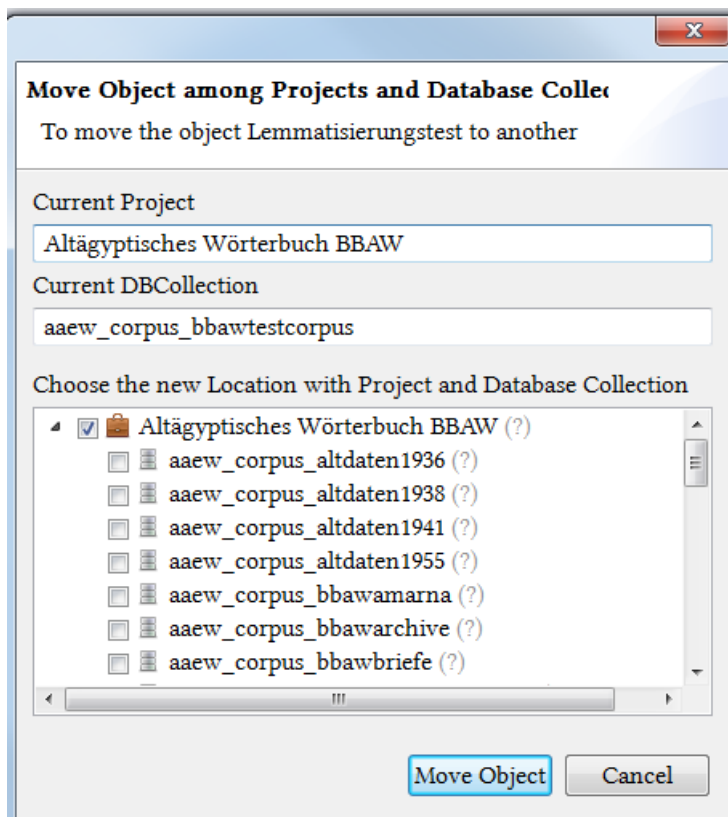 Move Object among Projects and Database Collec
To move the object Lemmatisierungstest to another
Current Project
Altägyptisches Wörterbuch BBAW
Current DBCollection
aaew_corpus_bbawtestcorpus
Choose the new Location with Project and Database Collection
Altägyptisches Wörterbuch BBAW (?)
aaew_corpus_altdaten1936 (?)
aaew_corpus_altdaten1938 (?)
aaew_corpus_altdaten1941 (?)
aaew_corpus_altdaten1955 (?)
aaew_corpus_bbawamarna (?)
aaew_corpus_bbawarchive (?)
aaew_corpus_bbawbriefe (?)
Move Object Cancel